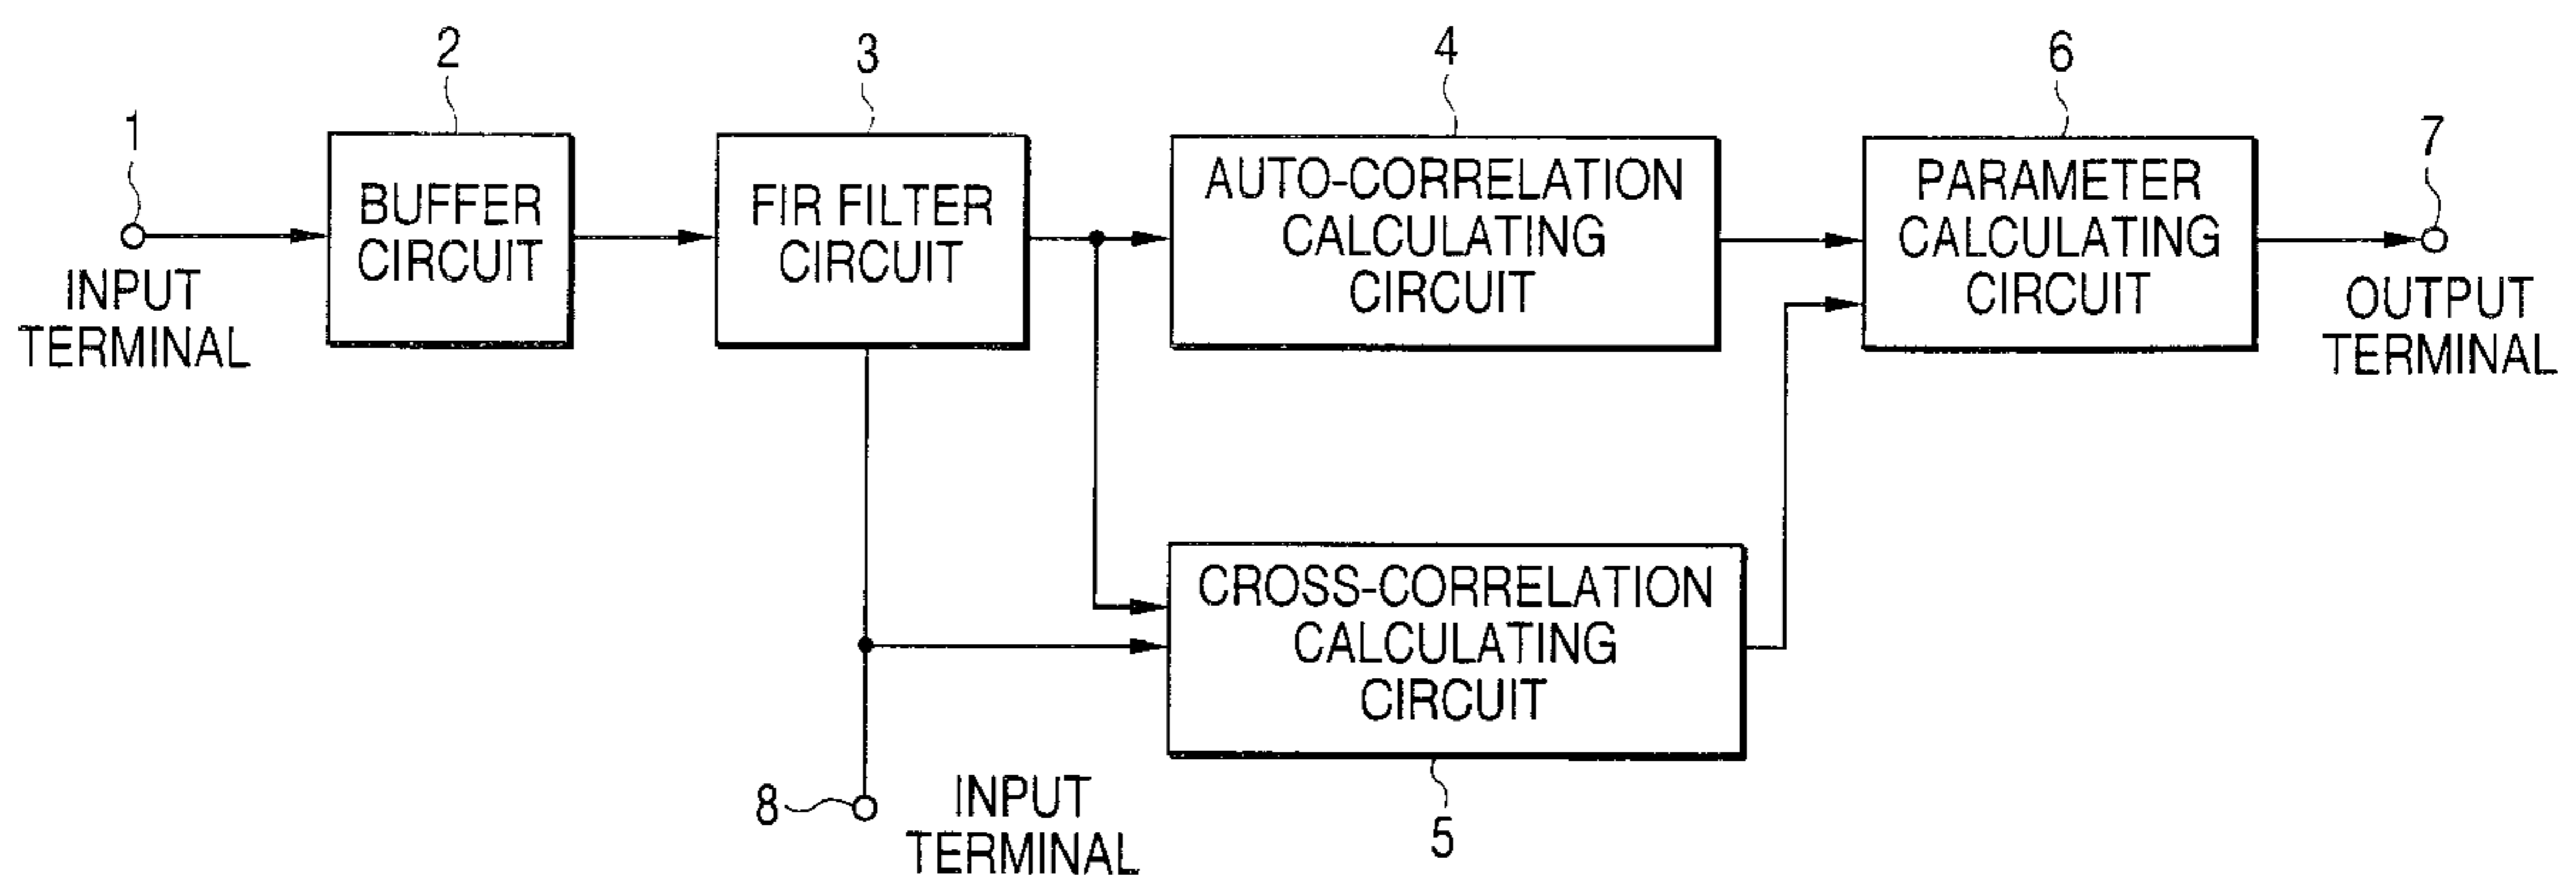 1
INPUT
TERMINAL
2
BUFFER
CIRCUIT
3
FIR FILTER
CIRCUIT
4
AUTO-CORRELATION
CALCULATING
CIRCUIT
6
PARAMETER
CALCULATING
CIRCUIT
7
OUTPUT
TERMINAL
CROSS-CORRELATION
CALCULATING
CIRCUIT
5
8
INPUT
TERMINAL